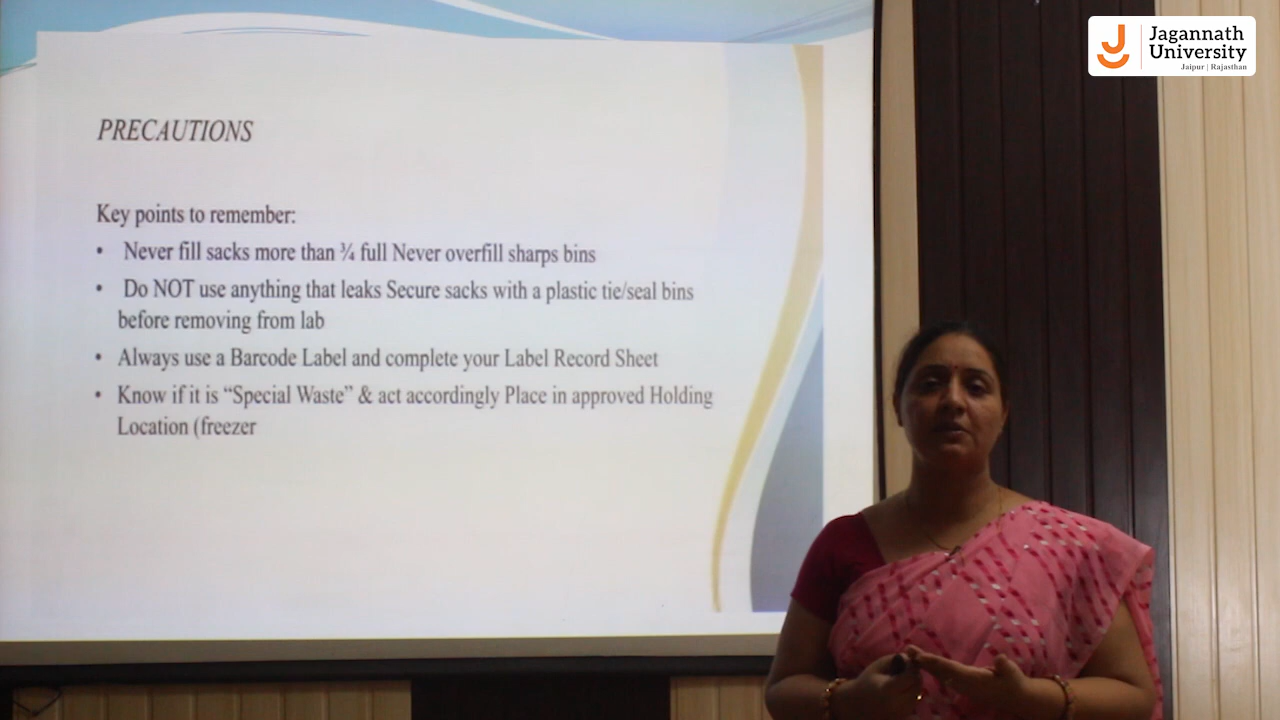 Jagannath
University
Jaipur | Rajasthan
PRECAUTIONS
Key points to remember:
• Never fill sacks more than ¾ full Never overfill sharps bins
• Do NOT use anything that leaks Secure sacks with a plastic tie/seal bins
before removing from lab
• Always use a Barcode Label and complete your Label Record Sheet
• Know if it is “Special Waste” & act accordingly Place in approved Holding
Location (freezer